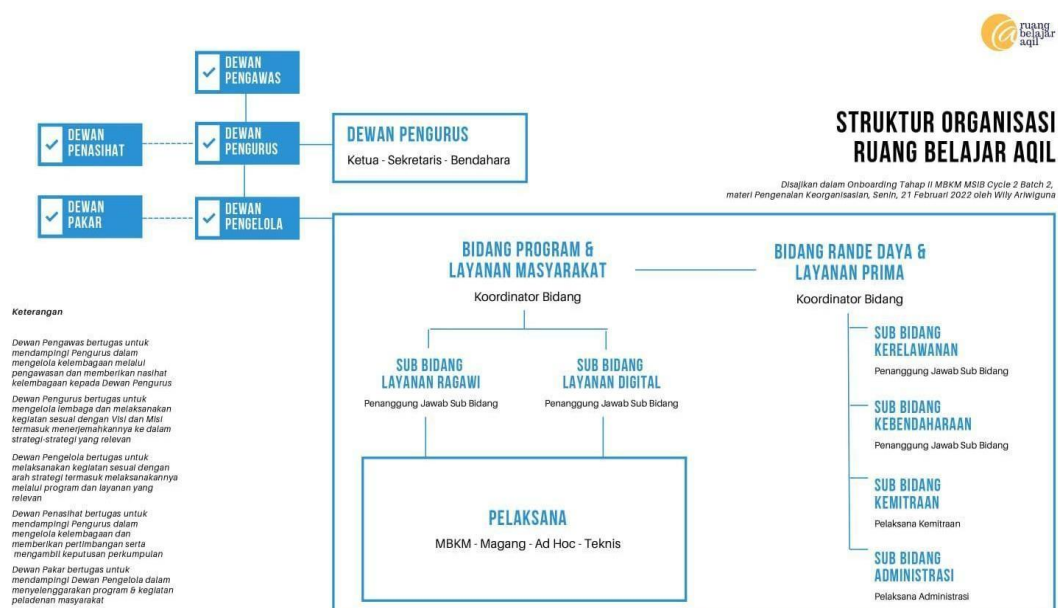 ruang
belajar
aqil
DEWAN
PENGAWAS
DEWAN
PENASIHAT
DEWAN
PENGURUS
DEWAN PENGURUS
Ketua - Sekretaris - Bendahara
STRUKTUR ORGANISASI
RUANG BELAJAR AQIL
Disajikan dalam Onboarding Tahap II MBKM MSIB Cycle 2 Batch 2,
materi Pengenalan Keorganisasian, Senin, 21 Februari 2022 oleh Wily Ariwiguna
DEWAN
PAKAR
DEWAN
PENGELOLA
BIDANG PROGRAM &
LAYANAN MASYARAKAT
Koordinator Bidang
BIDANG RANDE DAYA &
LAYANAN PRIMA
Koordinator Bidang
SUB BIDANG
LAYANAN RAGAWI
Penanggung Jawab Sub Bidang
SUB BIDANG
LAYANAN DIGITAL
Penanggung Jawab Sub Bidang
SUB BIDANG
KERELAWANAN
Penanggung Jawab Sub Bidang
SUB BIDANG
KEBENDAHARAAN
Penanggung Jawab Sub Bidang
SUB BIDANG
KEMITRAAN
Pelaksana Kemitraan
SUB BIDANG
ADMINISTRASI
Pelaksana Administrasi
PELAKSANA
MBKM - Magang - Ad Hoc - Teknis
Keterangan
Dewan Pengawas bertugas untuk
mendampingi Pengurus dalam
mengelola kelembagaan melalui
pengawasan dan memberikan nasihat
kelembagaan kepada Dewan Pengurus
Dewan Pengurus bertugas untuk
mengelola lembaga dan melaksanakan
kegiatan sesuai dengan Visi dan Misi
termasuk menerjemahkannya ke dalam
strategi-strategi yang relevan
Dewan Pengelola bertugas untuk
melaksanakan kegiatan sesuai dengan
arah strategi termasuk melaksanakannya
melalui program dan layanan yang
relevan
Dewan Penasihat bertugas untuk
mendampingi Pengurus dalam
mengelola kelembagaan dan
memberikan pertimbangan serta
mengambil keputusan perkumpulan
Dewan Pakar bertugas untuk
mendampingi Dewan Pengelola dalam
menyelenggarakan program & kegiatan
peladenan masyarakat